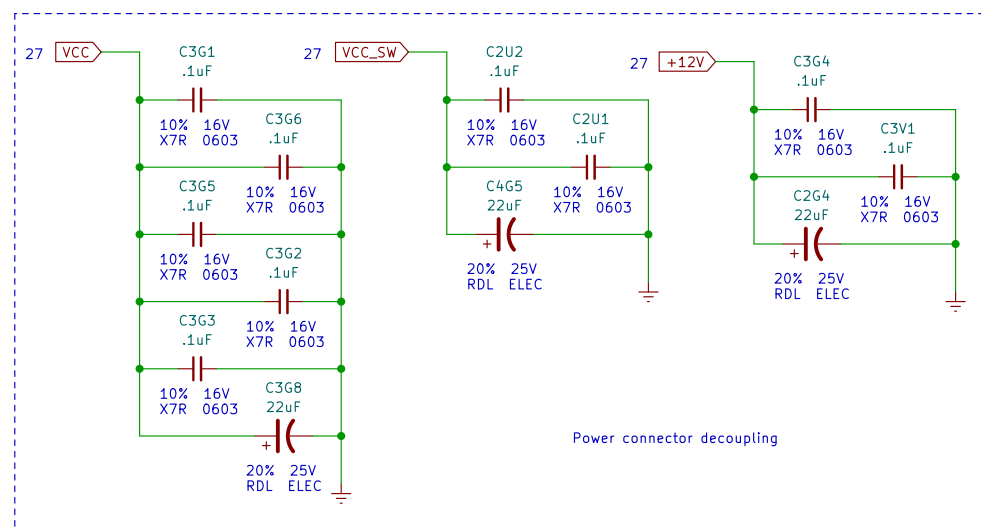 27 VCC
C3G1
.1uF
10% 16V
X7R 0603
C3G6
.1uF
10% 16V
X7R 0603
C3G5
.1uF
10% 16V
X7R 0603
C3G2
.1uF
10% 16V
X7R 0603
C3G3
.1uF
10% 16V
X7R 0603
C3G8
22uF
+
20% 25V
RDL ELEC
27 VCC_SW
C2U2
.1uF
10% 16V
X7R 0603
C2U1
.1uF
10% 16V
X7R 0603
C4G5
22uF
+
20% 25V
RDL ELEC
27 +12V
C3G4
.1uF
10% 16V
X7R 0603
C3V1
.1uF
10% 16V
X7R 0603
C2G4
22uF
+
20% 25V
RDL ELEC
Power connector decoupling